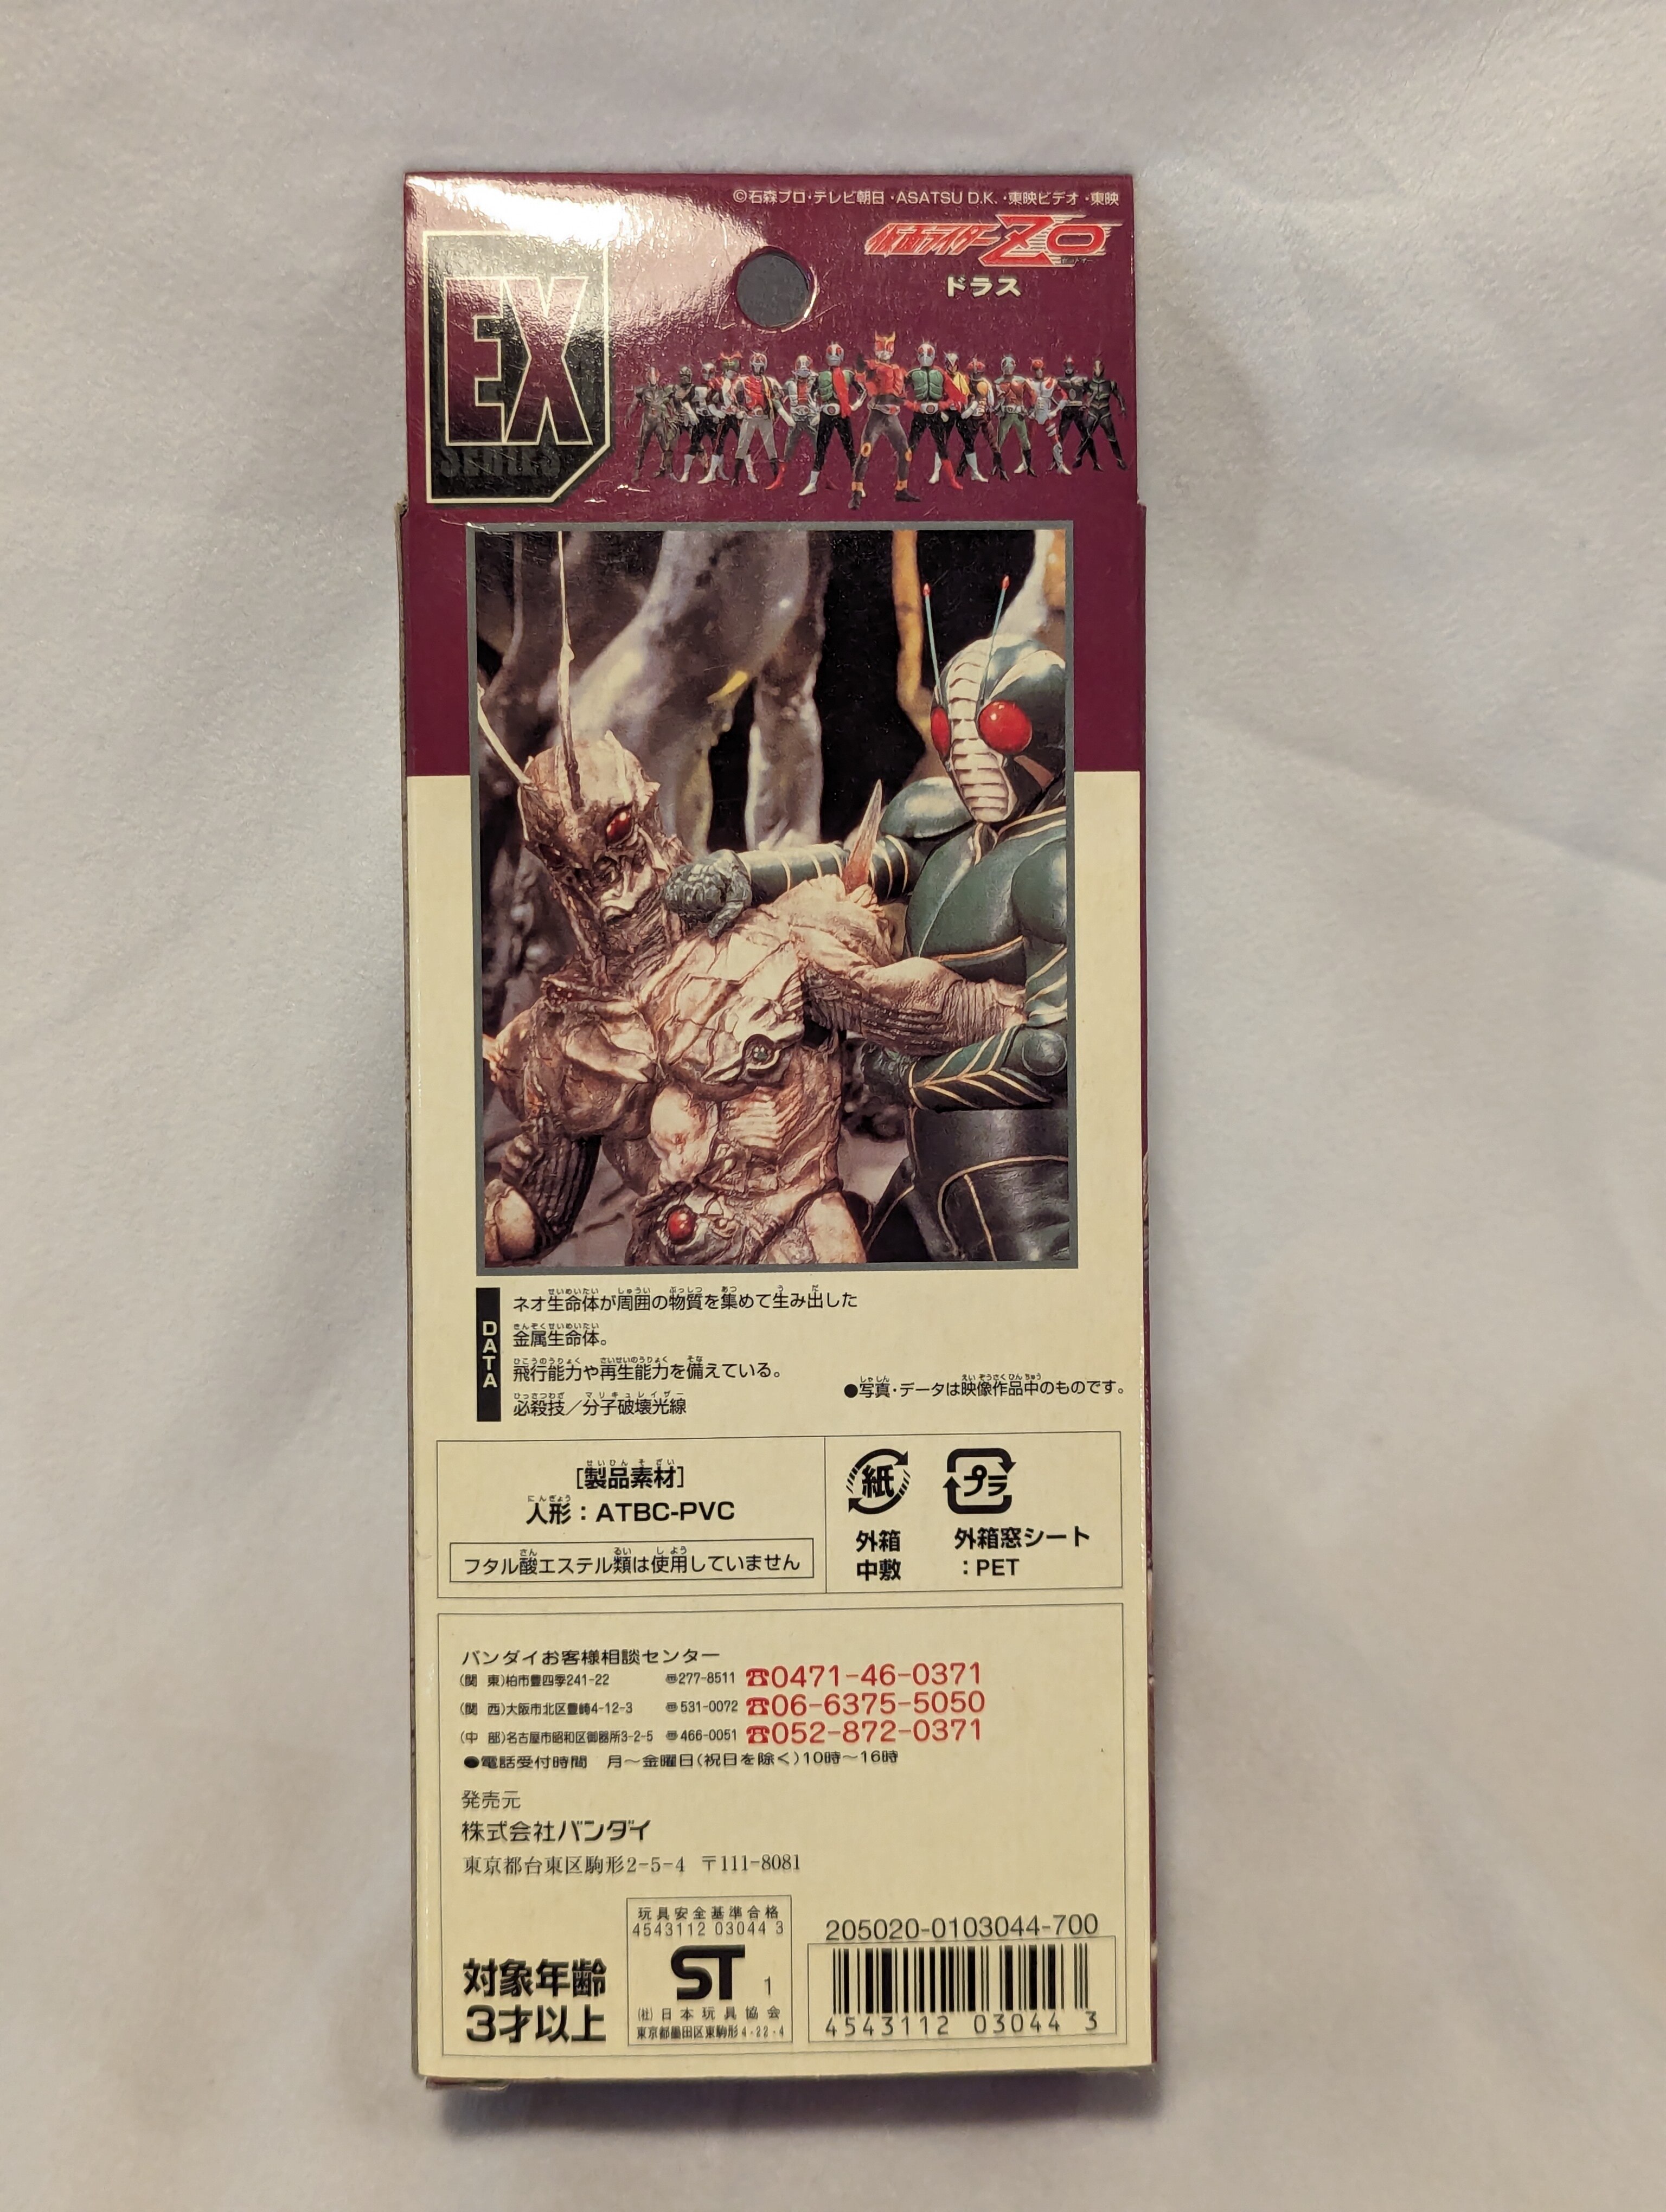 ©石森プロ・テレビ朝日・ASATSU D.K.・東映ビデオ・東映
仮面ライダーZO
ゼットオー
ドラス
EX
SERIES
DATA
ネオ生命体が周囲の物質を集めて生み出した
金属生命体。
飛行能力や再生能力を備えている。
必殺技／分子破壊光線
マリキュレイザー
●写真・データは映像作品中のものです。
[製品素材]
人形：ATBC-PVC
フタル酸エステル類は使用していません
紙
プラ
外箱
中敷
外箱窓シート
：PET
バンダイお客様相談センター
(関 東)柏市豊四季241-22 〠277-8511 ☎0471-46-0371
(関 西)大阪市北区豊崎4-12-3 〠531-0072 ☎06-6375-5050
(中 部)名古屋市昭和区御器所3-2-5 〠466-0051 ☎052-872-0371
●電話受付時間 月～金曜日(祝日を除く)10時～16時
発売元
株式会社バンダイ
東京都台東区駒形2-5-4 〒111-8081
対象年齢
3才以上
玩具安全基準合格
4543112 03044 3
ST 1
(社)日本玩具協会
東京都墨田区東駒形4-22-4
205020-0103044-700
4543112 03044 3